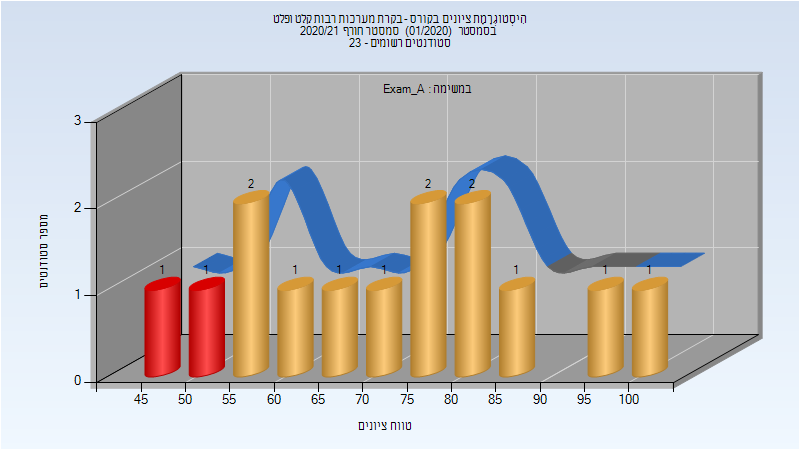 הִיסְטוֹגְרָמַת ציונים בקורס - בקרת מערכות רבות קלט ופלט
בסמסטר (01/2020) סמסטר חורף 2020/21
סטודנטים רשומים - 23
במשימה : Exam_A
מספר סטודנטים
3
2
1
0
1 1 2 1 1 1 2 2 1 1 1
45 50 55 60 65 70 75 80 85 90 95 100
טווח ציונים